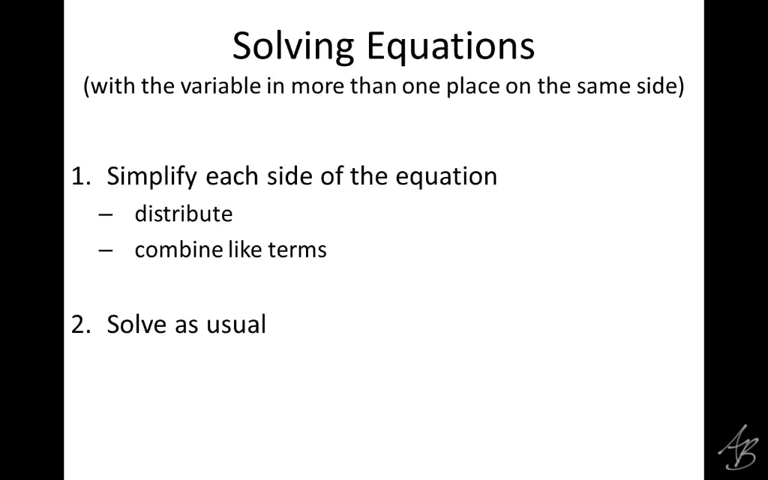 Solving Equations
(with the variable in more than one place on the same side)
1. Simplify each side of the equation
– distribute
– combine like terms
2. Solve as usual
AB